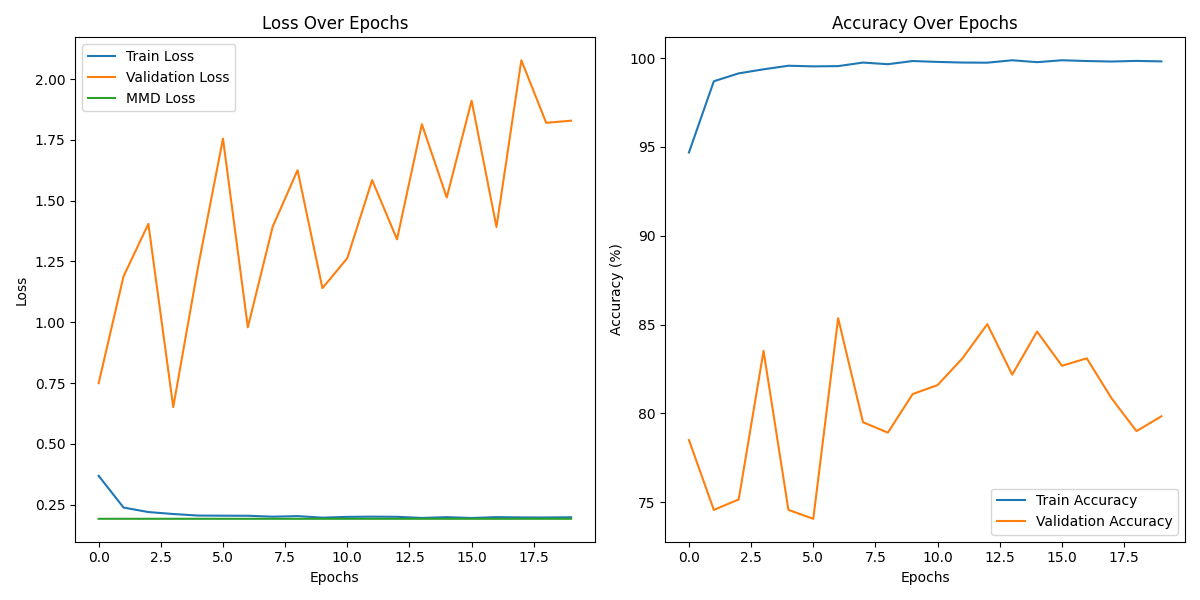 Loss Over Epochs
Train Loss
Validation Loss
MMD Loss
2.00
1.75
1.50
1.25
1.00
0.75
0.50
0.25
Loss
0.0 2.5 5.0 7.5 10.0 12.5 15.0 17.5
Epochs
Accuracy Over Epochs
100
95
90
85
80
75
Accuracy (%)
Train Accuracy
Validation Accuracy
0.0 2.5 5.0 7.5 10.0 12.5 15.0 17.5
Epochs